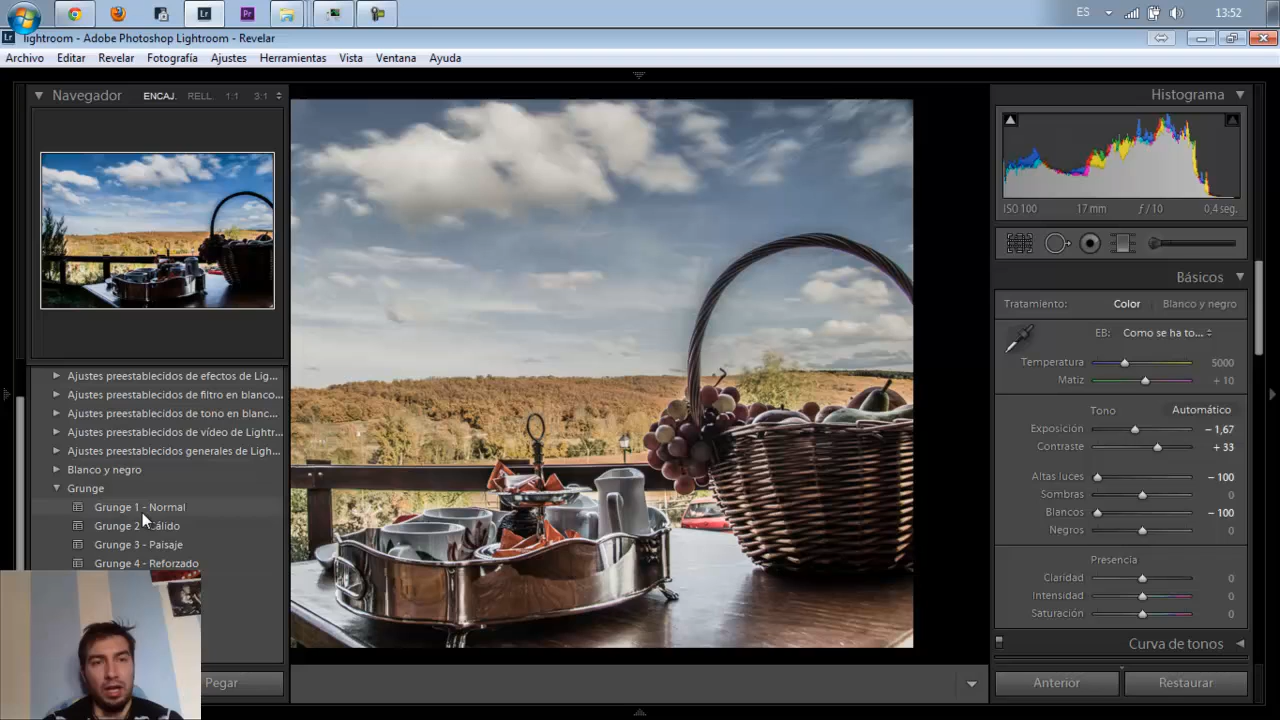 ES
13:52
Lr
Pr
Lr
lightroom - Adobe Photoshop Lightroom - Revelar
Archivo Editar Revelar Fotografía Ajustes Herramientas Vista Ventana Ayuda
Navegador ENCAJ. RELL. 1:1 3:1
Ajustes preestablecidos de efectos de Lig...
Ajustes preestablecidos de filtro en blanco...
Ajustes preestablecidos de tono en blanc...
Ajustes preestablecidos de vídeo de Lightr...
Ajustes preestablecidos generales de Ligh...
Blanco y negro
Grunge
Grunge 1 - Normal
Grunge 2 - Cálido
Grunge 3 - Paisaje
Grunge 4 - Reforzado
Pegar
Histograma
ISO 100 17 mm ƒ / 10 0,4 seg.
Básicos
Tratamiento: Color Blanco y negro
EB: Como se ha to...
Temperatura 5000
Matiz + 10
Tono Automático
Exposición − 1,67
Contraste + 33
Altas luces − 100
Sombras 0
Blancos − 100
Negros 0
Presencia
Claridad 0
Intensidad 0
Saturación 0
Curva de tonos
Anterior Restaurar